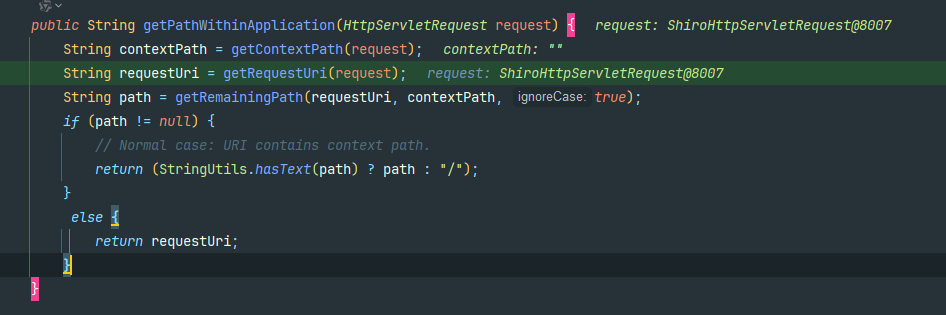 public String getPathWithinApplication(HttpServletRequest request) { request: ShiroHttpServletRequest@8007
String contextPath = getContextPath(request); contextPath: ""
String requestUri = getRequestUri(request); request: ShiroHttpServletRequest@8007
String path = getRemainingPath(requestUri, contextPath, ignoreCase: true);
if (path != null) {
// Normal case: URI contains context path.
return (StringUtils.hasText(path) ? path : "/");
}
else {
return requestUri;
}
}